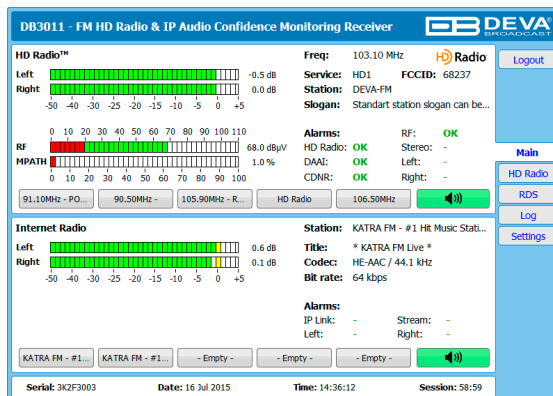 DB3011 - FM HD Radio & IP Audio Confidence Monitoring Receiver DEVA BROADCAST
HD Radio™ Freq: 103.10 MHz HD Radio Logout
Left -0.5 dB Service: HD1 FCCID: 68237
Right 0.0 dB Station: DEVA-FM
-50 -40 -30 -20 -15 -10 -5 0 +5 Slogan: Standart station slogan can be...
0 10 20 30 40 50 60 70 80 90 100 110 Alarms: RF: OK
RF 68.0 dBµV HD Radio: OK Stereo: - Main
MPATH 1.0 % DAAI: OK Left: -
0 10 20 30 40 50 60 70 80 90 100 CDNR: OK Right: - HD Radio
91.10MHz - PO... 90.50MHz - 105.90MHz - R... HD Radio 106.50MHz RDS
Log
Internet Radio Station: KATRA FM - #1 Hit Music Stati... Settings
Left 0.6 dB Title: * KATRA FM Live *
Right 0.1 dB Codec: HE-AAC / 44.1 kHz
-50 -40 -30 -20 -15 -10 -5 0 +5 Bit rate: 64 kbps
Alarms:
IP Link: - Stream: -
Left: - Right: -
KATRA FM - #1... KATRA FM - #1... - Empty - - Empty - - Empty -
Serial: 3K2F3003 Date: 16 Jul 2015 Time: 14:36:12 Session: 58:59